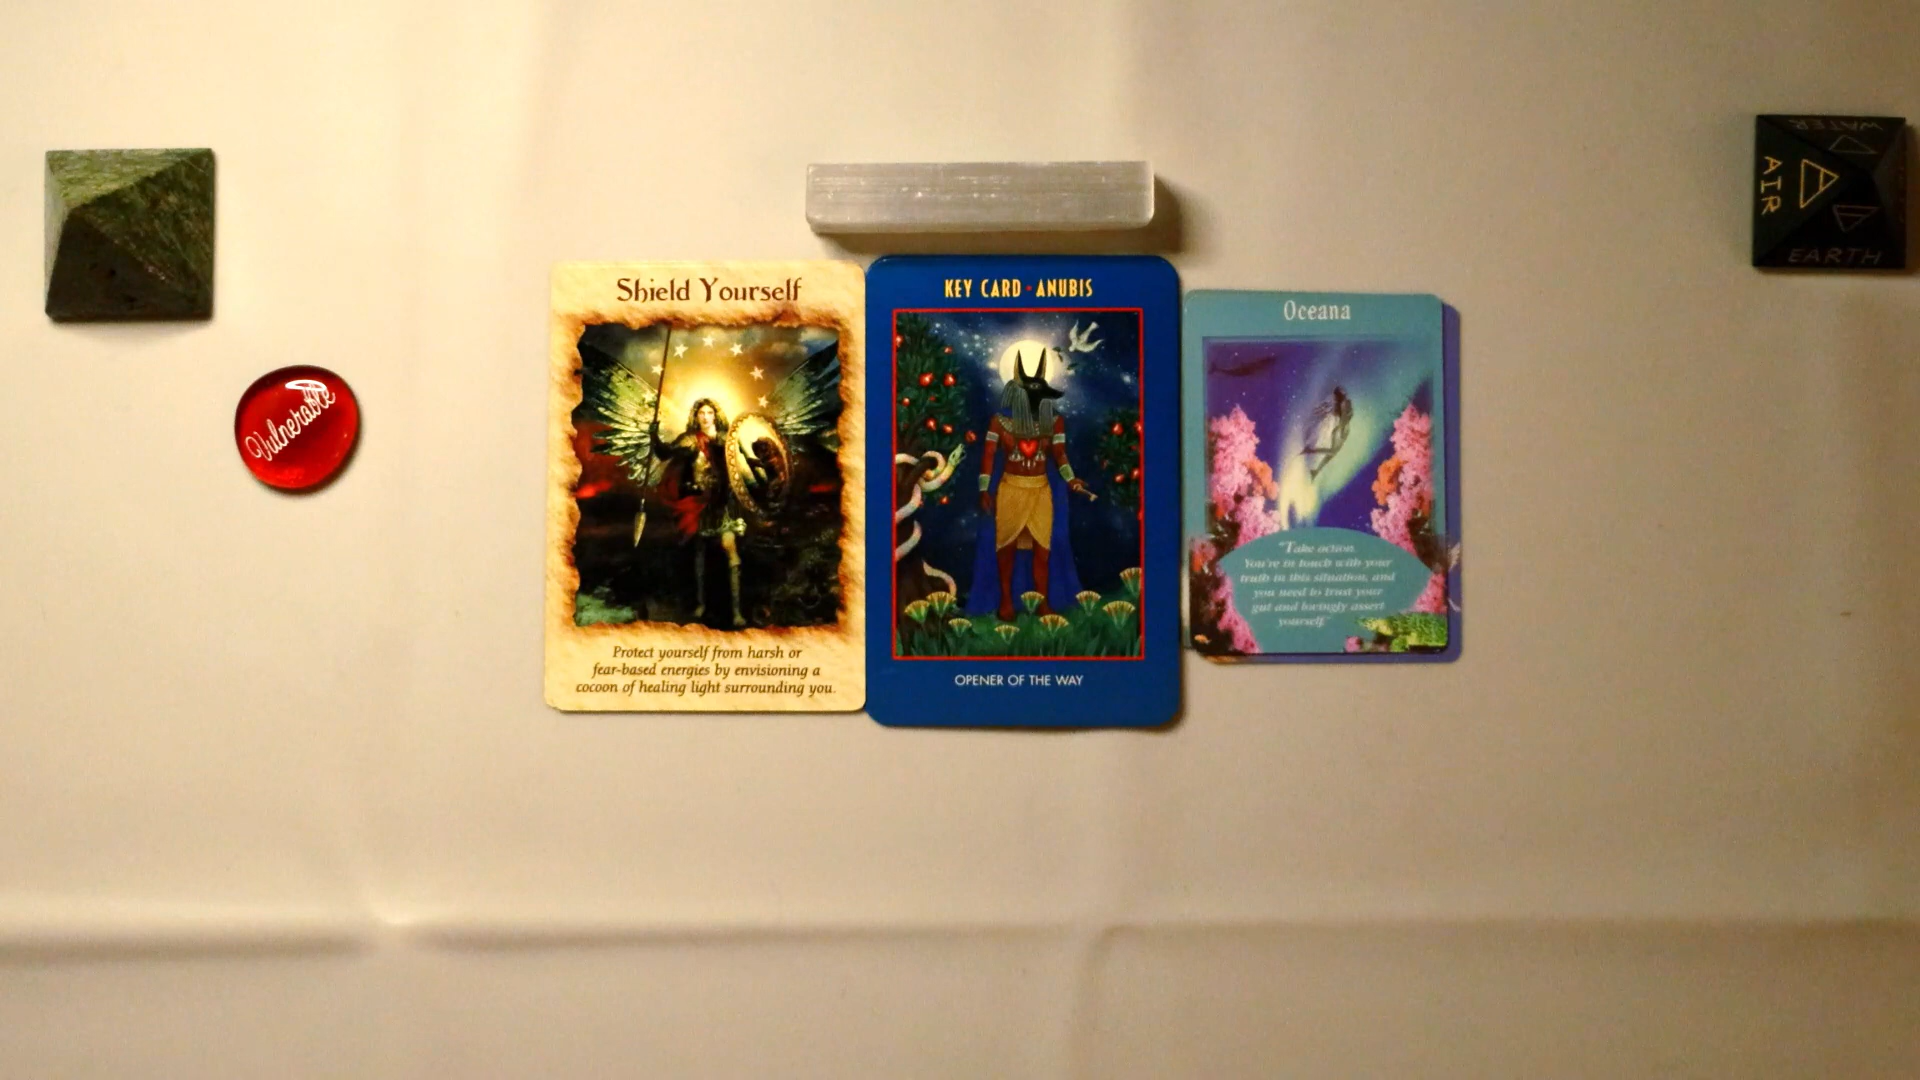 WATER
AIR
EARTH
Vulnerable
Shield Yourself
Protect yourself from harsh or
fear-based energies by envisioning a
cocoon of healing light surrounding you.
KEY CARD • ANUBIS
OPENER OF THE WAY
Oceana
"Take action.
You're in touch with your
truth in this situation, and
you need to trust your
gut and lovingly assert
yourself."